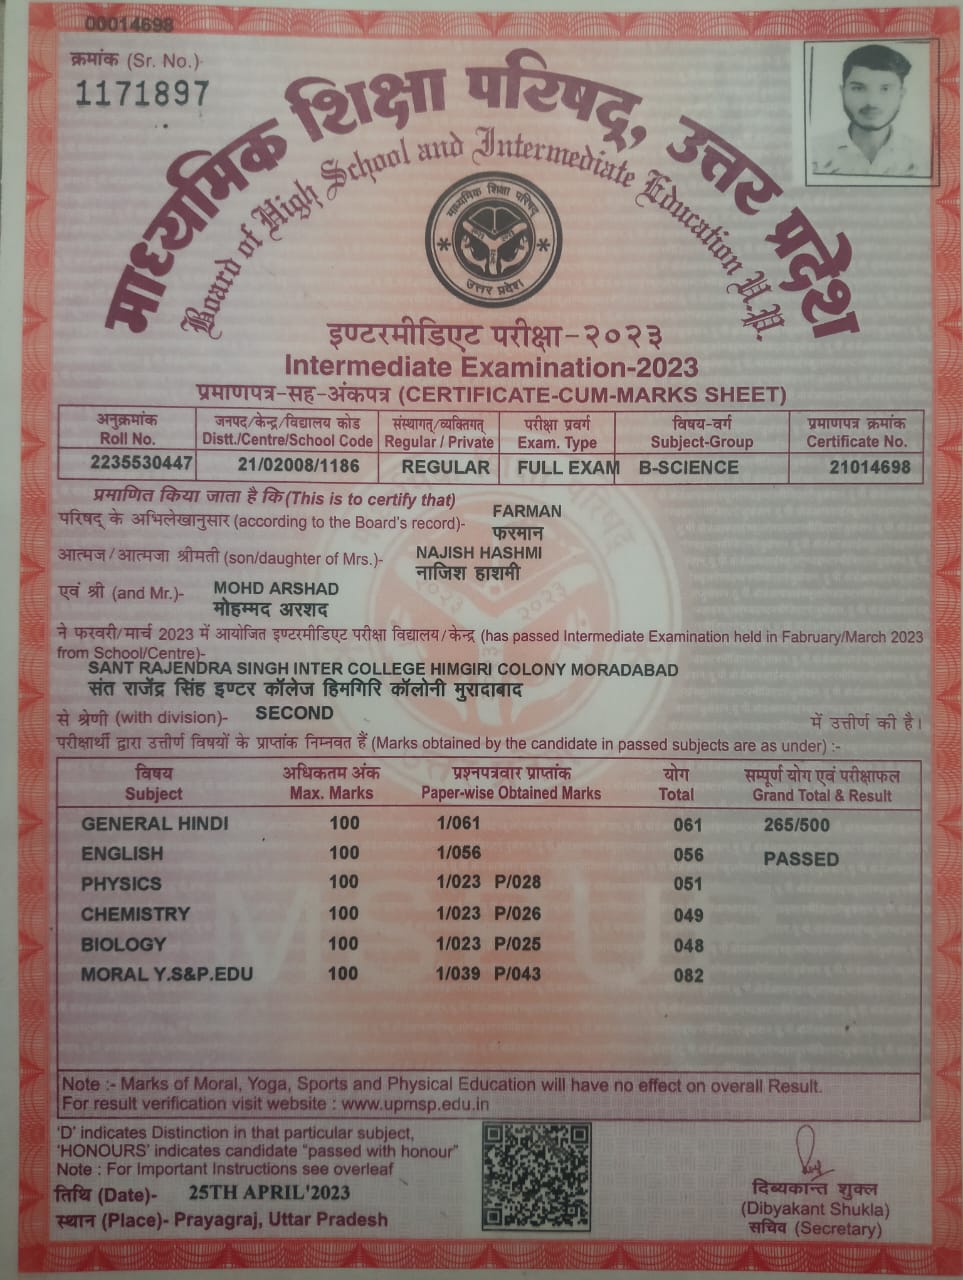 00014698
क्रमांक (Sr. No.)
1171897
माध्यमिक शिक्षा परिषद्, उत्तर प्रदेश
Board of High School and Intermediate Education U.P.
माध्यमिक शिक्षा परिषद्
उत्तर प्रदेश
इण्टरमीडिएट परीक्षा-२०२३
Intermediate Examination-2023
प्रमाणपत्र-सह-अंकपत्र (CERTIFICATE-CUM-MARKS SHEET)
अनुक्रमांक जनपद/केन्द्र/विद्यालय कोड संस्थागत्/व्यक्तिगत् परीक्षा प्रवर्ग विषय-वर्ग प्रमाणपत्र क्रमांक
Roll No. Distt./Centre/School Code Regular / Private Exam. Type Subject-Group Certificate No.
2235530447 21/02008/1186 REGULAR FULL EXAM B-SCIENCE 21014698
प्रमाणित किया जाता है कि (This is to certify that)
FARMAN
परिषद् के अभिलेखानुसार (according to the Board's record)-
फरमान
NAJISH HASHMI
आत्मज/आत्मजा श्रीमती (son/daughter of Mrs.)-
नाजिश हाशमी
MOHD ARSHAD
एवं श्री (and Mr.)-
मोहम्मद अरशद
ने फरवरी/मार्च 2023 में आयोजित इण्टरमीडिएट परीक्षा विद्यालय/केन्द्र (has passed Intermediate Examination held in Fabruary/March 2023
from School/Centre)-
SANT RAJENDRA SINGH INTER COLLEGE HIMGIRI COLONY MORADABAD
संत राजेंद्र सिंह इण्टर कॉलेज हिमगिरि कॉलोनी मुरादाबाद
से श्रेणी (with division)- SECOND में उत्तीर्ण की है।
परीक्षार्थी द्वारा उत्तीर्ण विषयों के प्राप्तांक निम्नवत हैं (Marks obtained by the candidate in passed subjects are as under) :-
विषय अधिकतम अंक प्रश्नपत्रवार प्राप्तांक योग सम्पूर्ण योग एवं परीक्षाफल
Subject Max. Marks Paper-wise Obtained Marks Total Grand Total & Result
GENERAL HINDI 100 1/061 061 265/500
ENGLISH 100 1/056 056 PASSED
PHYSICS 100 1/023 P/028 051
CHEMISTRY 100 1/023 P/026 049
BIOLOGY 100 1/023 P/025 048
MORAL Y.S&P.EDU 100 1/039 P/043 082
Note :- Marks of Moral, Yoga, Sports and Physical Education will have no effect on overall Result.
For result verification visit website : www.upmsp.edu.in
'D' indicates Distinction in that particular subject,
'HONOURS' indicates candidate "passed with honour"
Note : For Important Instructions see overleaf
तिथि (Date)- 25TH APRIL'2023
स्थान (Place)- Prayagraj, Uttar Pradesh
दिब्यकान्त शुक्ल
(Dibyakant Shukla)
सचिव (Secretary)